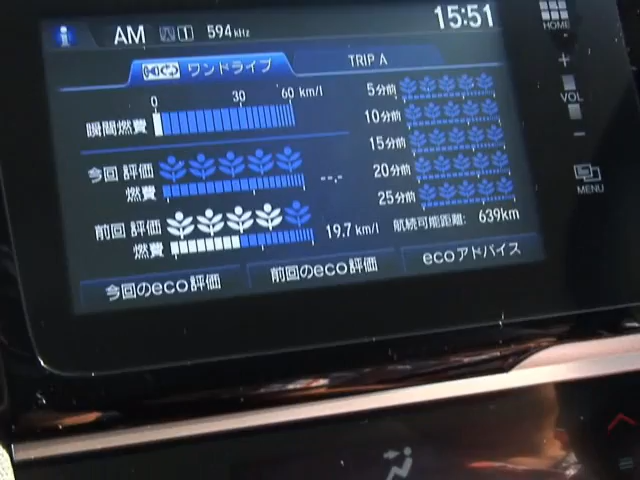 AM 594kHz 15:51
HOME
ワンドライブ TRIP A
0 30 60 km/l
瞬間燃費
5分前
10分前
15分前
20分前
25分前
VOL
MENU
今回 評価
燃費 --.-
前回 評価
燃費 19.7 km/l
航続可能距離: 639km
今回のeco評価 前回のeco評価 ecoアドバイス